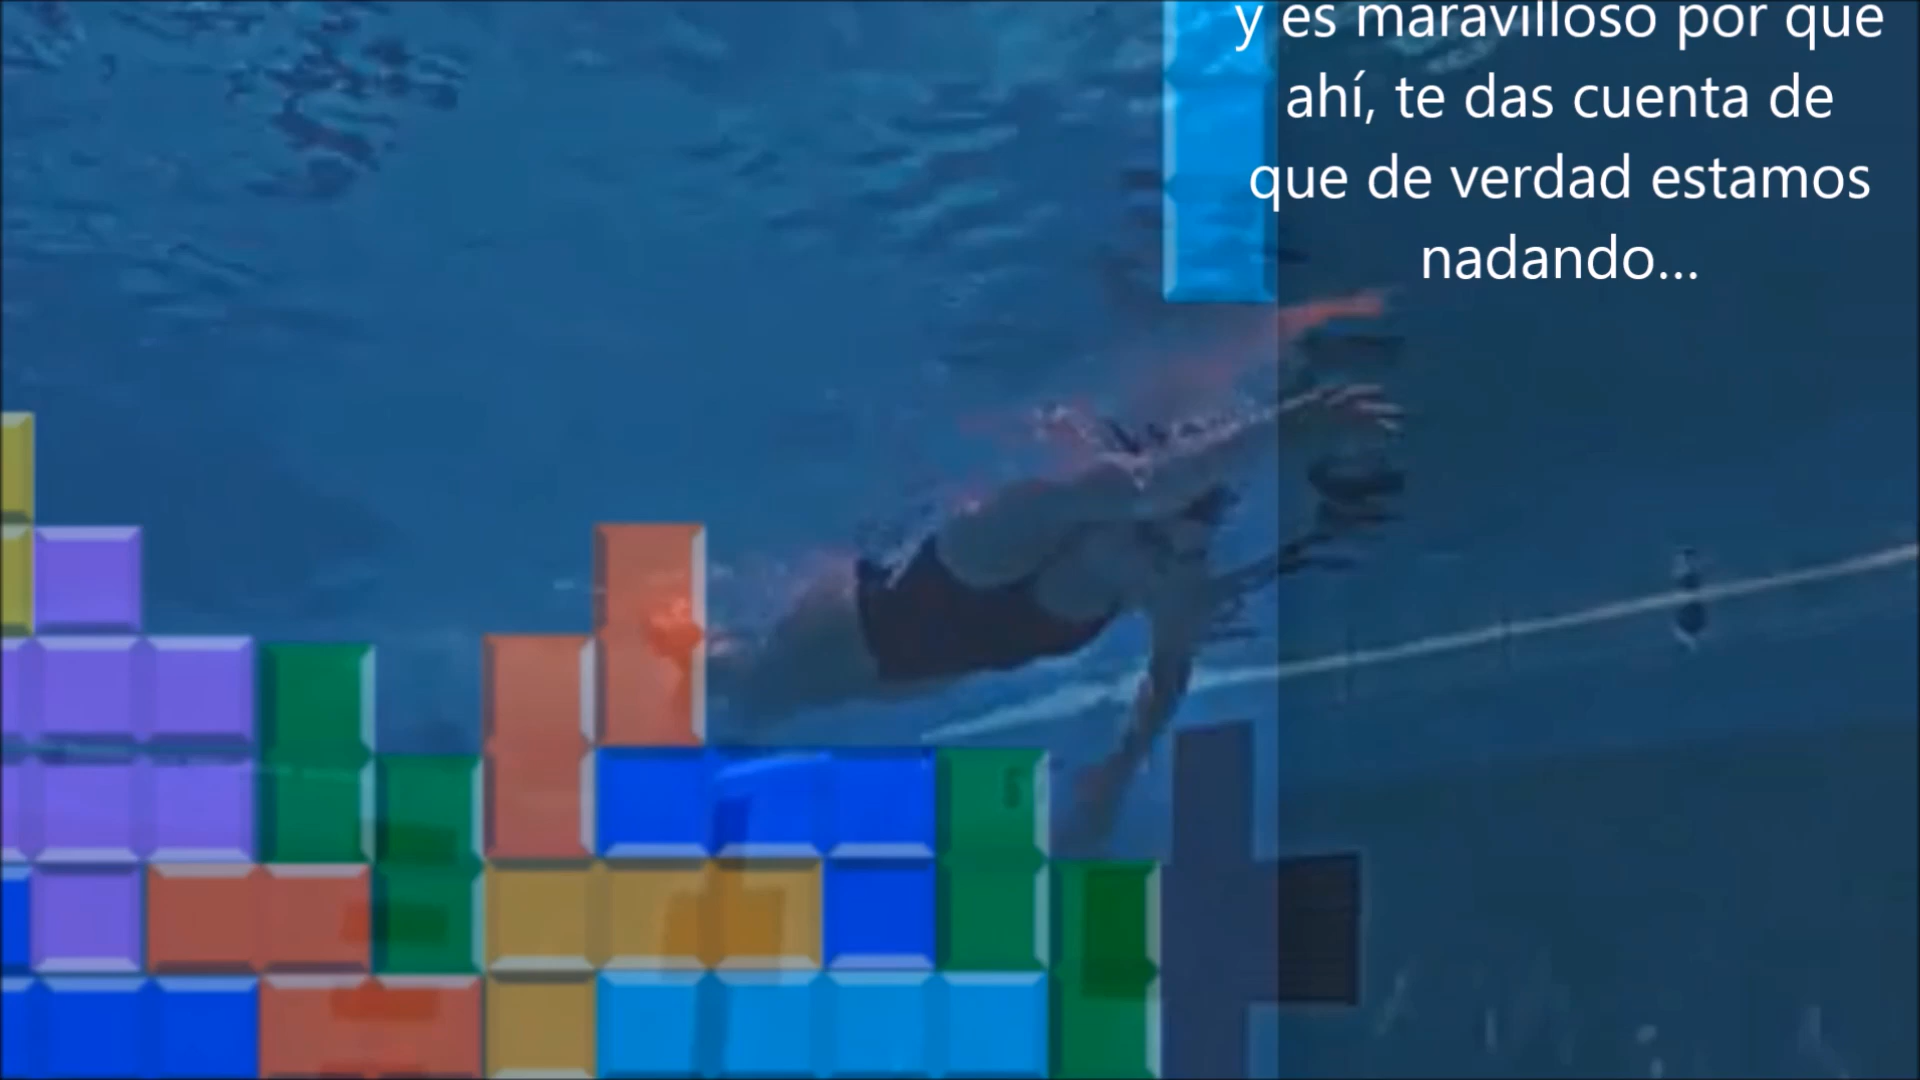 y es maravilloso por que
ahí, te das cuenta de
que de verdad estamos
nadando...